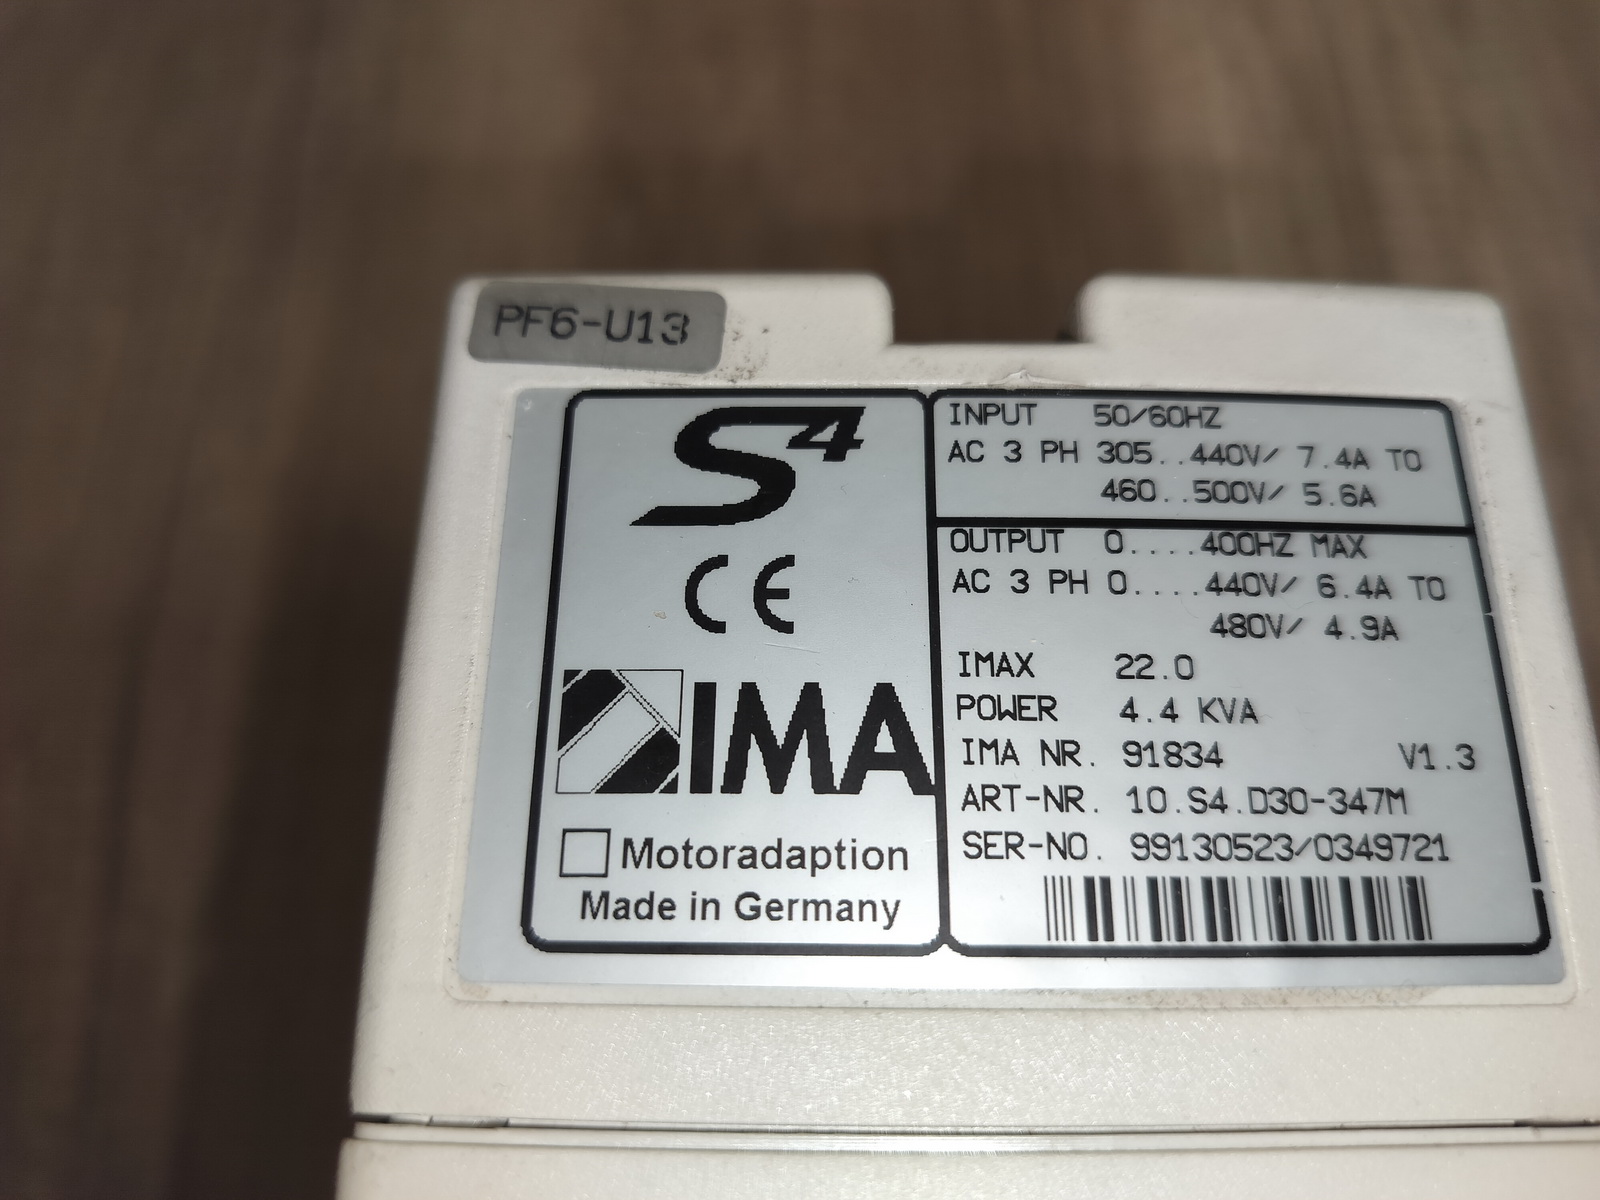 PF6-U13
S4
CE
IMA
Motoradaption
Made in Germany
INPUT 50/60HZ
AC 3 PH 305..440V/ 7.4A TO
460..500V/ 5.6A
OUTPUT 0....400HZ MAX
AC 3 PH 0....440V/ 6.4A TO
480V/ 4.9A
IMAX 22.0
POWER 4.4 KVA
IMA NR. 91834 V1.3
ART-NR. 10.S4.D30-347M
SER-NO. 99130523/0349721